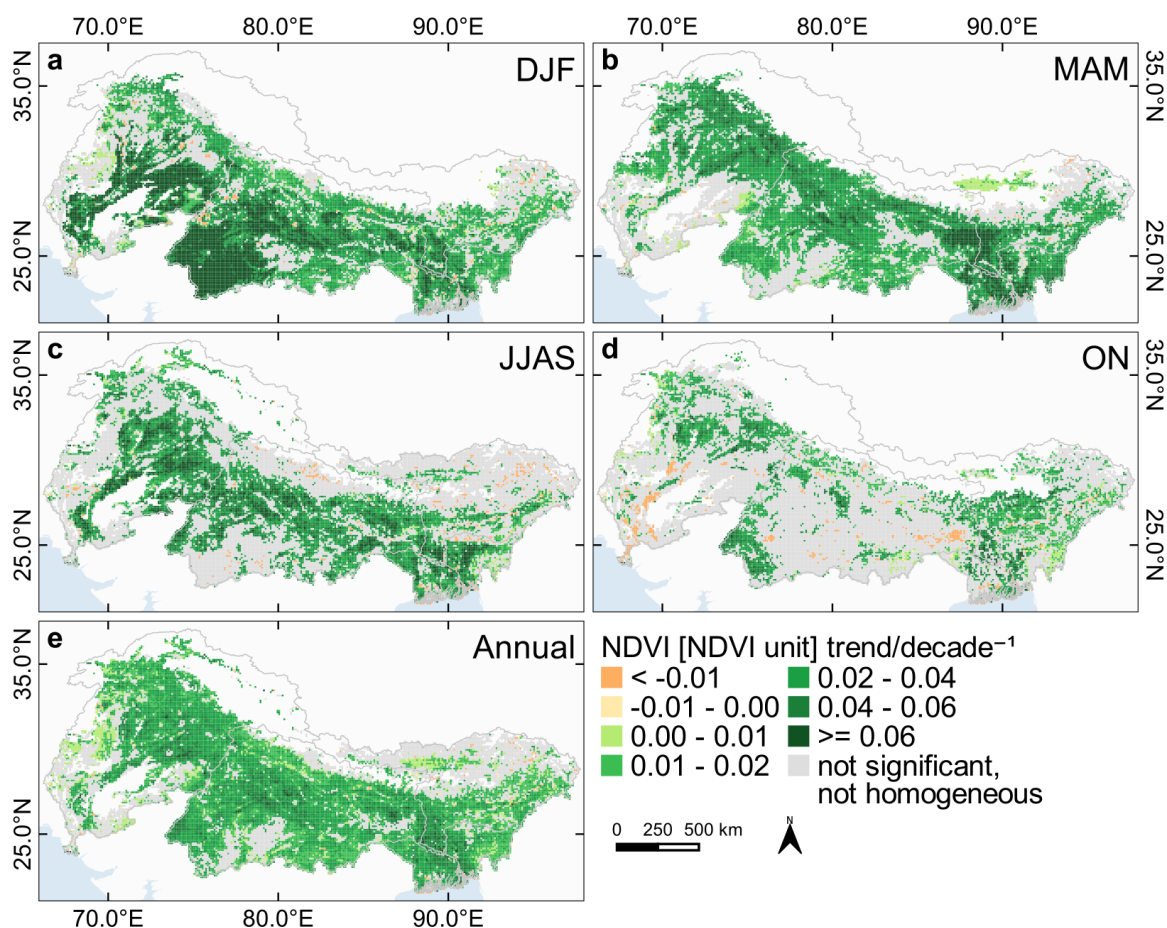 70.0°E 80.0°E 90.0°E 70.0°E 80.0°E 90.0°E
a DJF
b MAM
35.0°N 35.0°N
25.0°N 25.0°N
c JJAS
d ON
35.0°N 35.0°N
25.0°N 25.0°N
e Annual
35.0°N
25.0°N
70.0°E 80.0°E 90.0°E
NDVI [NDVI unit] trend/decade⁻¹
< -0.01 0.02 - 0.04
-0.01 - 0.00 0.04 - 0.06
0.00 - 0.01 >= 0.06
0.01 - 0.02 not significant,
not homogeneous
0 250 500 km
N